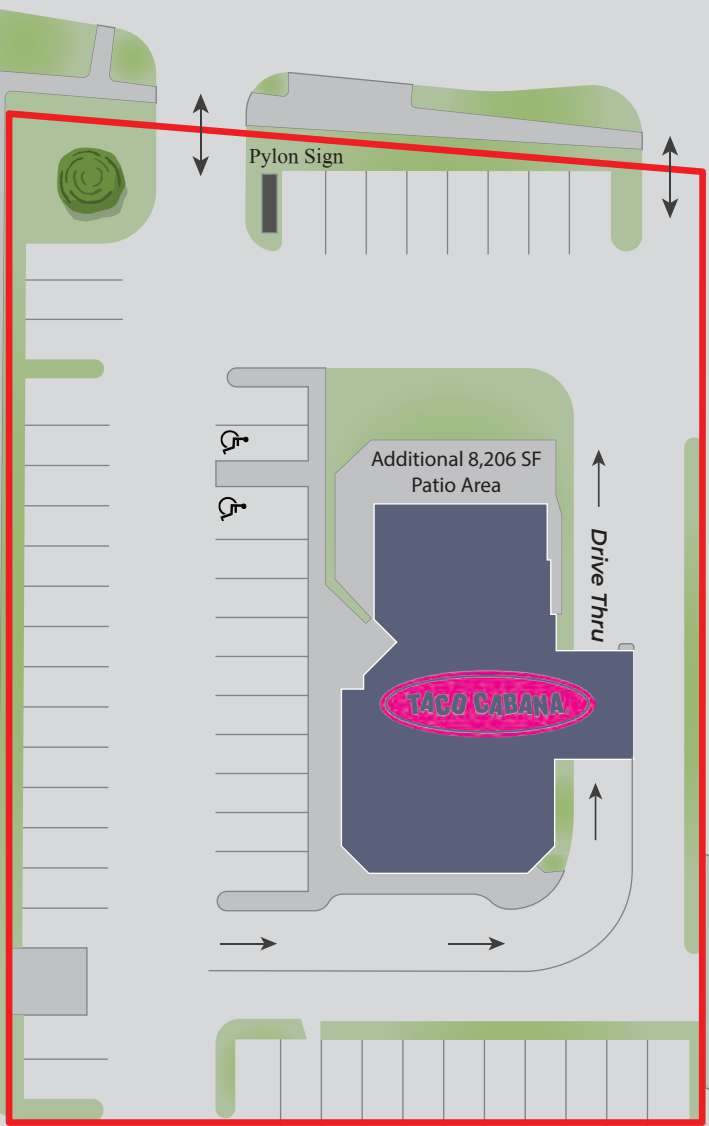 Pylon Sign
Additional 8,206 SF
Patio Area
Drive Thru
TACO CABANA